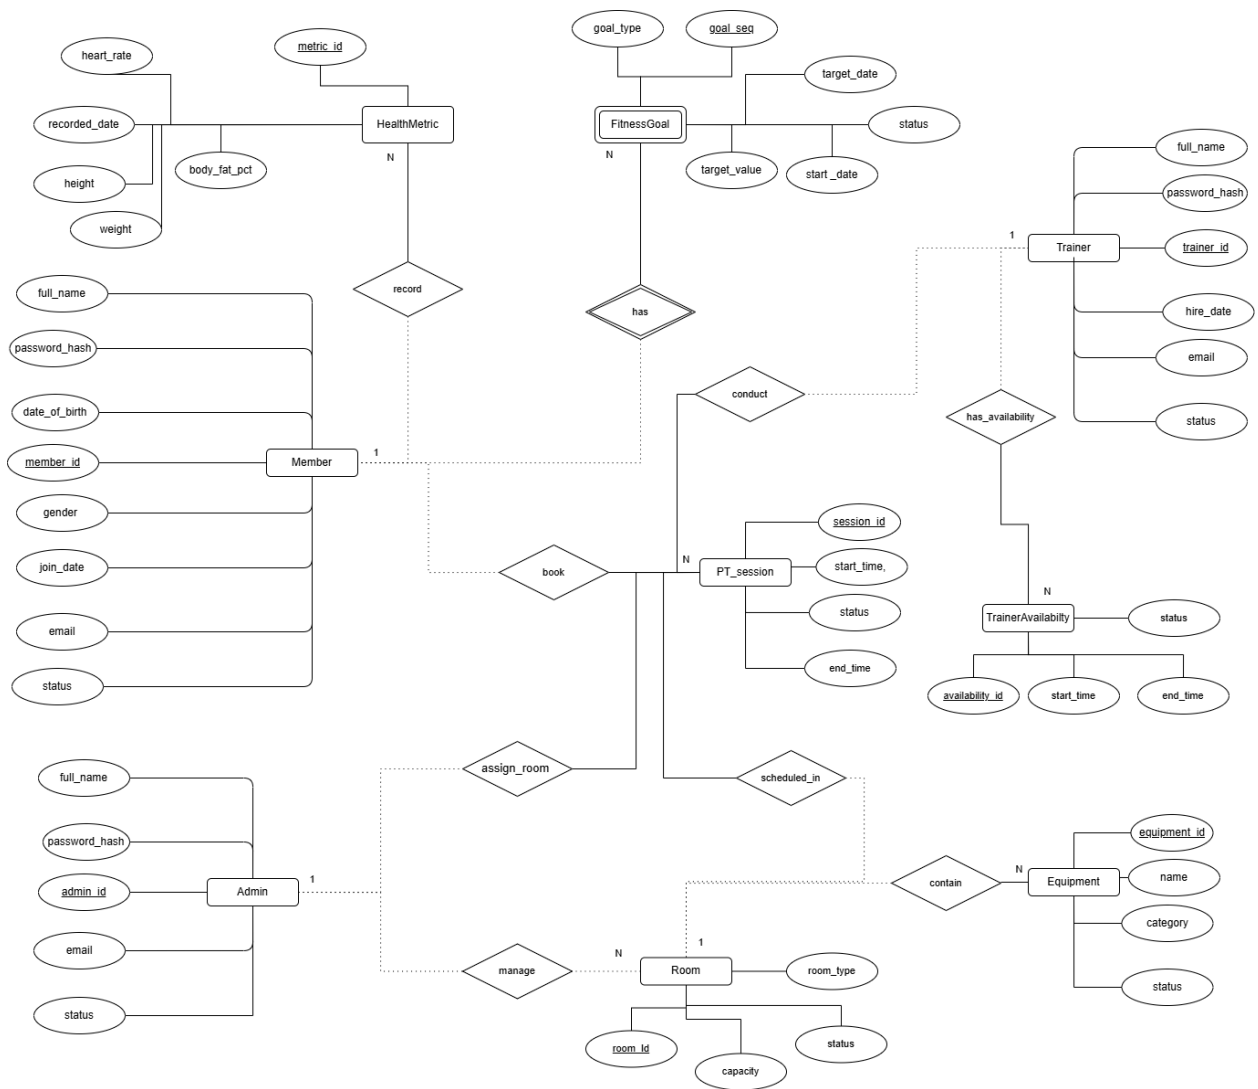 goal_type
goal_seq
heart_rate
metric_id
target_date
recorded_date
HealthMetric
FitnessGoal
status
full_name
N
N
body_fat_pct
target_value
start _date
height
password_hash
weight
1
Trainer
trainer_id
record
full_name
has
hire_date
password_hash
email
conduct
date_of_birth
has_availability
status
member_id
Member
1
gender
session_id
join_date
book
N
PT_session
start_time,
N
status
email
TrainerAvailabilty
status
status
end_time
availability_id
start_time
end_time
full_name
assign_room
scheduled_in
password_hash
equipment_id
admin_id
Admin
1
contain
N
Equipment
name
category
email
1
N
manage
Room
room_type
status
status
room_Id
status
capacity